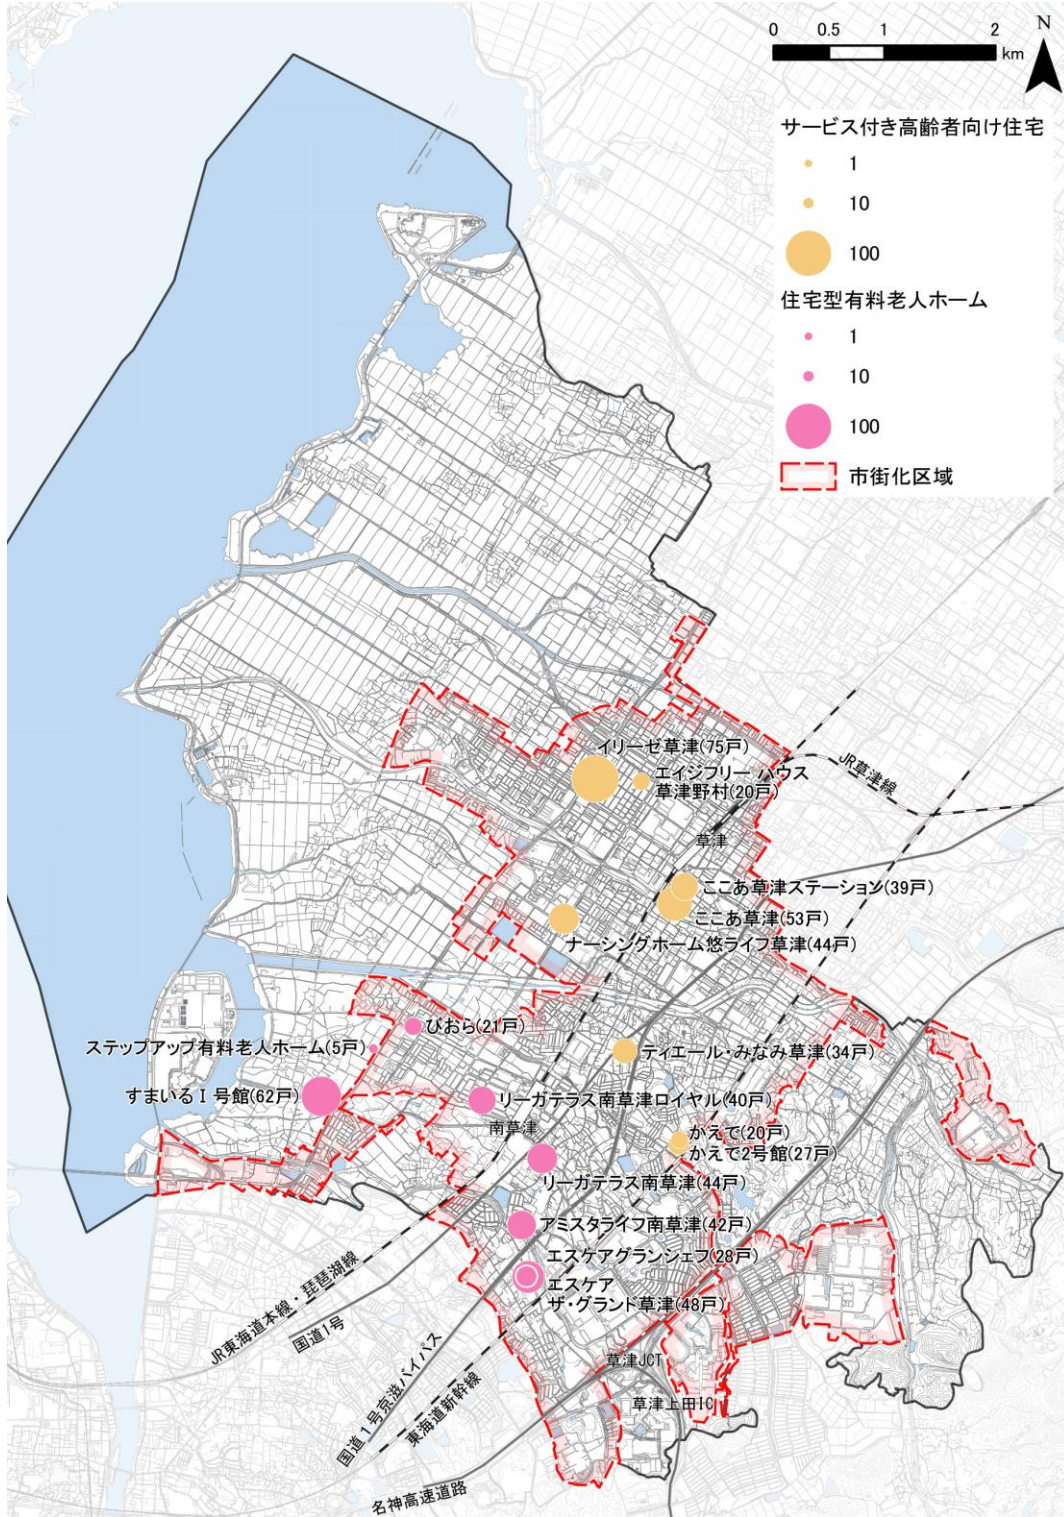 0 0.5 1 2
km
N
サービス付き高齢者向け住宅
1
10
100
住宅型有料老人ホーム
1
10
100
市街化区域
イリーゼ草津(75戸)
エイジフリー ハウス
草津野村(20戸)
JR草津線
草津
ここあ草津ステーション(39戸)
ここあ草津(53戸)
ナーシングホーム悠ライフ草津(44戸)
びおら(21戸)
ステップアップ有料老人ホーム(5戸)
ディエール・みなみ草津(34戸)
すまいるⅠ号館(62戸)
リーガテラス南草津ロイヤル(40戸)
南草津
かえで(20戸)
かえで2号館(27戸)
リーガテラス南草津(44戸)
アミスタライフ南草津(42戸)
エスケアグランシェフ(28戸)
エスケア
ザ・グランド草津(48戸)
JR東海道本線・琵琶湖線
国道1号
国道1号京滋バイパス
東海道新幹線
草津JCT
草津上田IC
名神高速道路